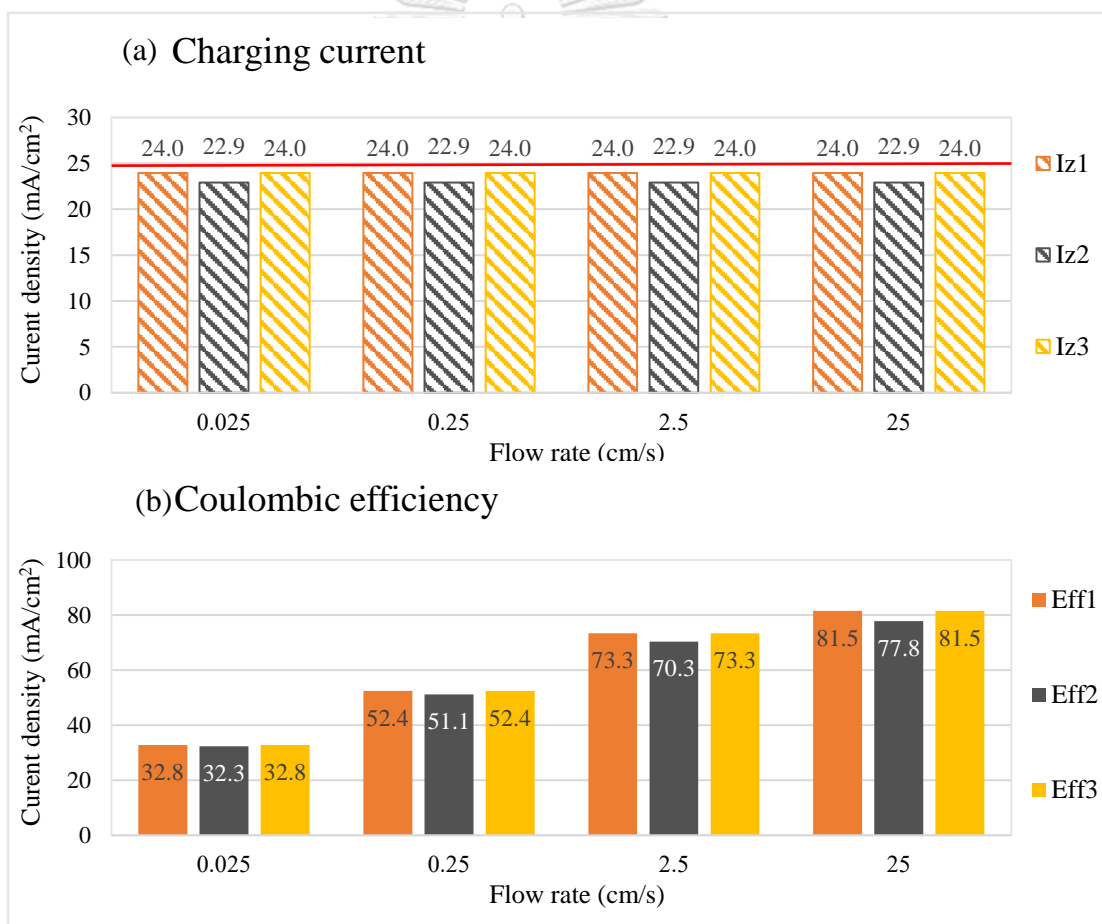 (a) Charging current
Curent density (mA/cm²)
30
25
20
15
10
5
0
24.0 22.9 24.0 24.0 22.9 24.0 24.0 22.9 24.0 24.0 22.9 24.0
0.025 0.25 2.5 25
Flow rate (cm/s)
Iz1
Iz2
Iz3
(b) Coulombic efficiency
Curent density (mA/cm²)
100
80
60
40
20
0
32.8 32.3 32.8 52.4 51.1 52.4 73.3 70.3 73.3 81.5 77.8 81.5
0.025 0.25 2.5 25
Flow rate (cm/s)
Eff1
Eff2
Eff3